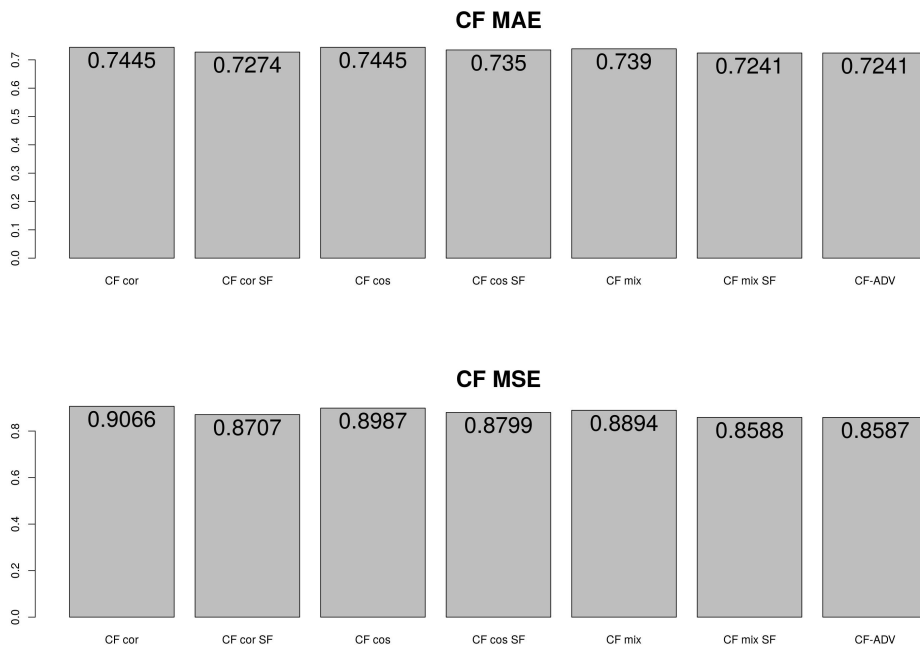 CF MAE
0.7
0.6
0.5
0.4
0.3
0.2
0.1
0.0
0.7445 0.7274 0.7445 0.735 0.739 0.7241 0.7241
CF cor CF cor SF CF cos CF cos SF CF mix CF mix SF CF-ADV
CF MSE
0.8
0.6
0.4
0.2
0.0
0.9066 0.8707 0.8987 0.8799 0.8894 0.8588 0.8587
CF cor CF cor SF CF cos CF cos SF CF mix CF mix SF CF-ADV